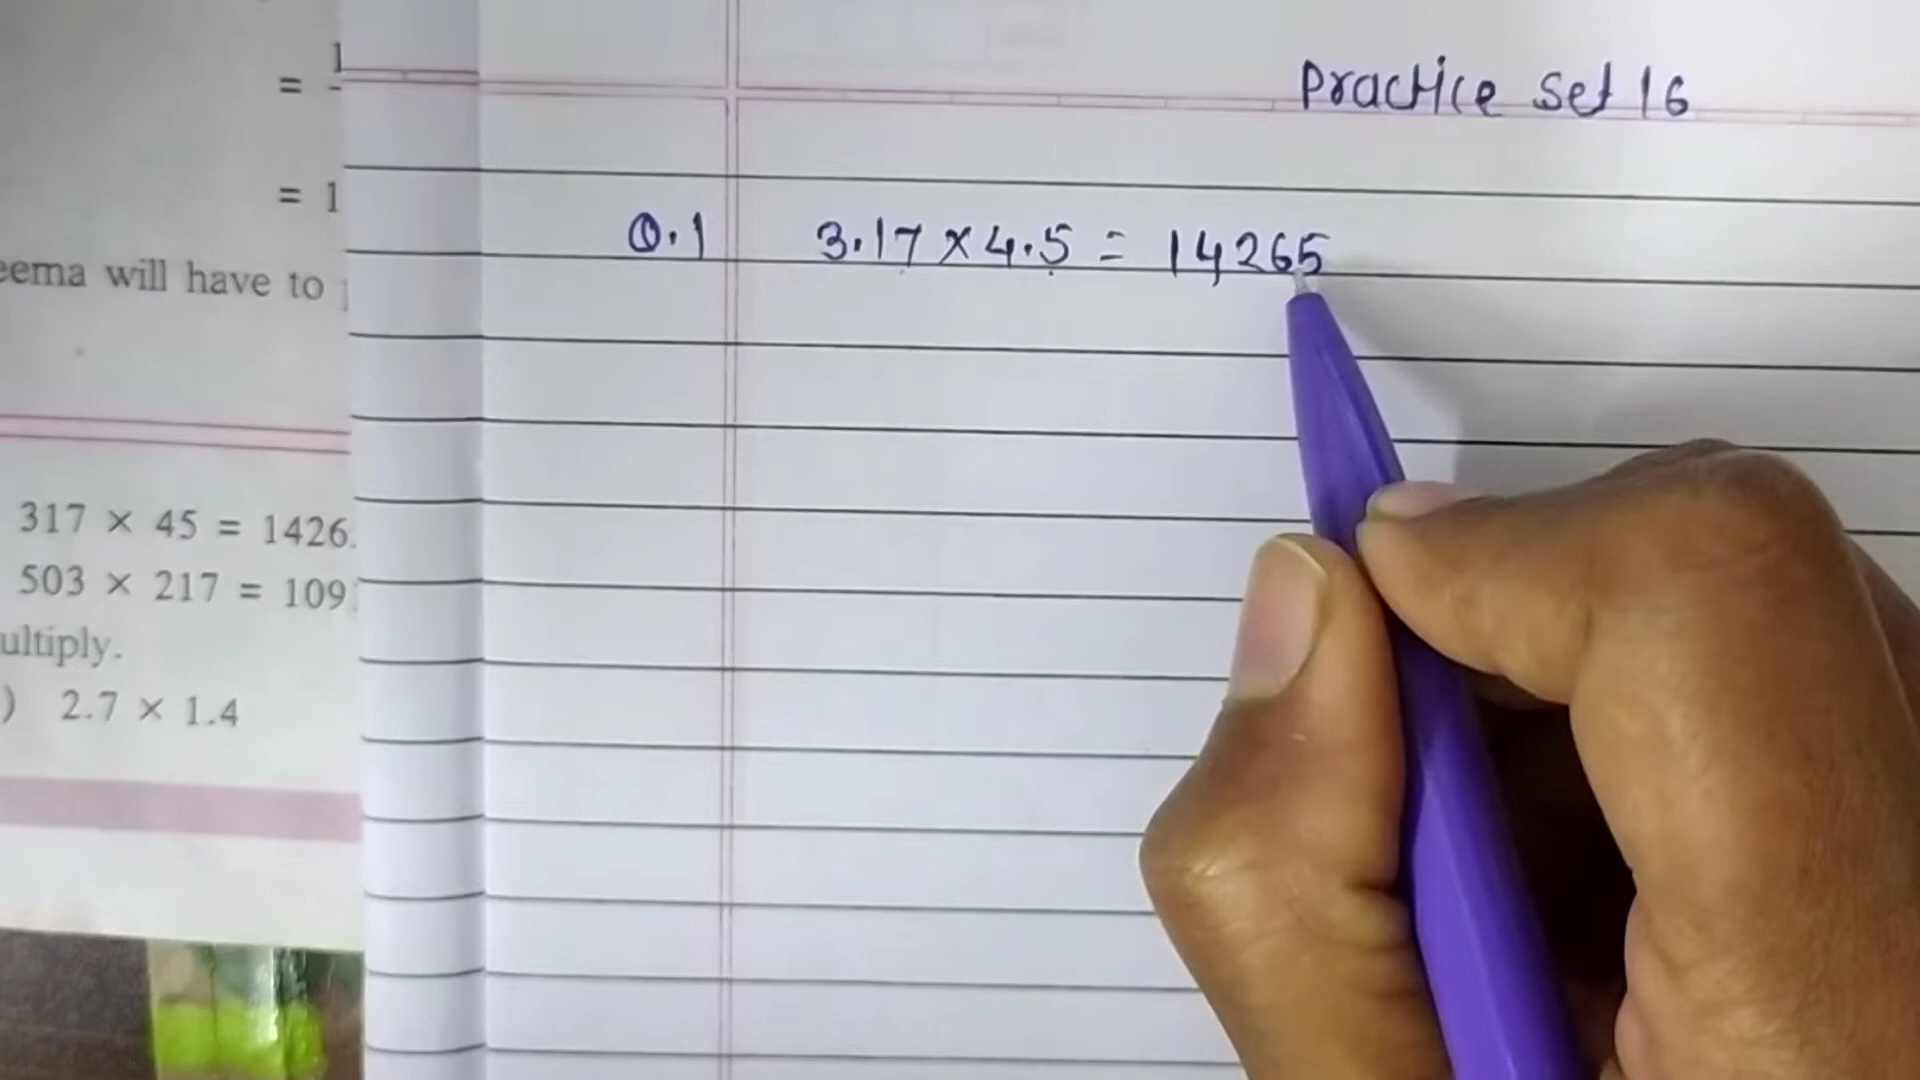 Practice Set 16
=
= 1
eema will have to
Q.1 3.17 × 4.5 = 14265
317 × 45 = 1426
503 × 217 = 109
ultiply.
) 2.7 × 1.4